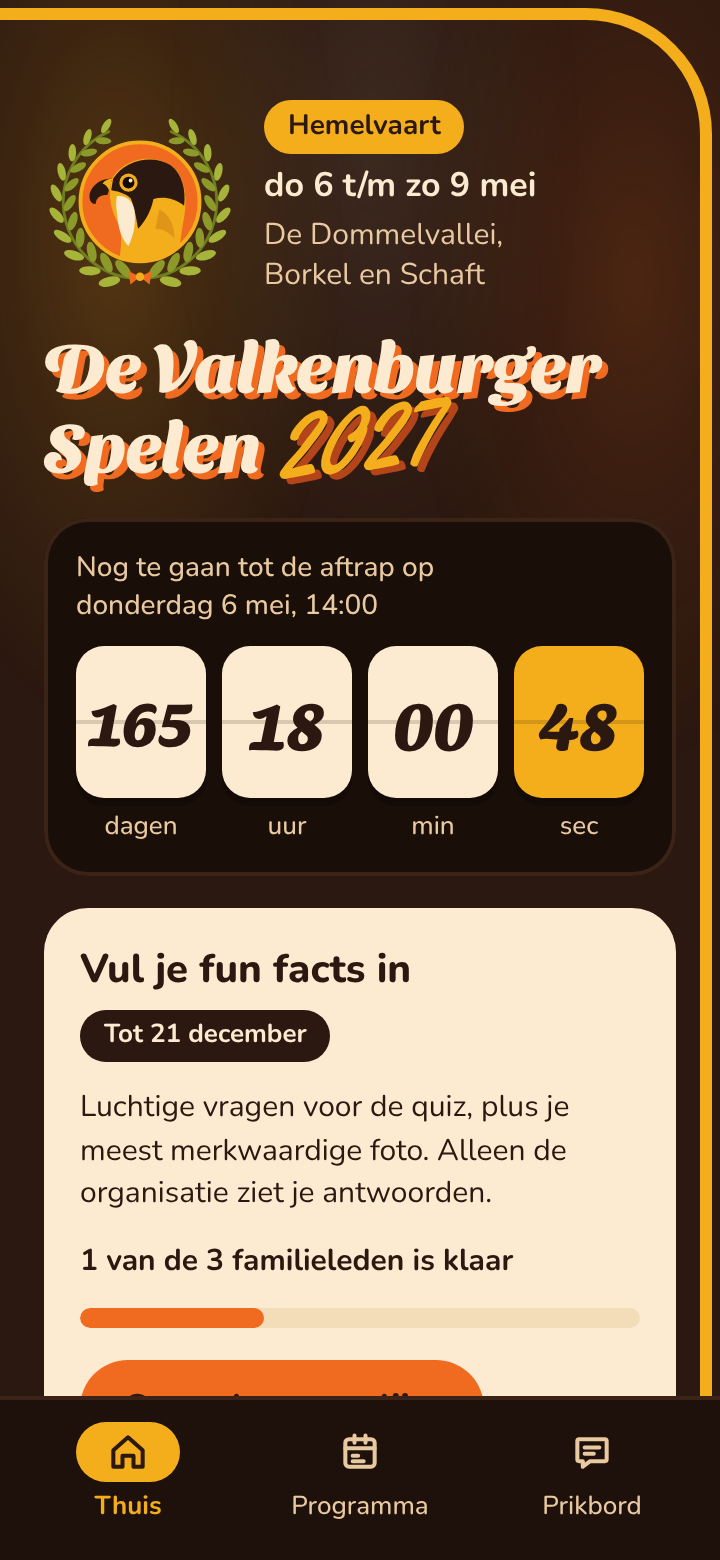 Hemelvaart
do 6 t/m zo 9 mei
De Dommelvallei,
Borkel en Schaft
De Valkenburger
Spelen 2027
Nog te gaan tot de aftrap op
donderdag 6 mei, 14:00
165 18 00 48
dagen uur min sec
Vul je fun facts in
Tot 21 december
Luchtige vragen voor de quiz, plus je
meest merkwaardige foto. Alleen de
organisatie ziet je antwoorden.
1 van de 3 familieleden is klaar
Thuis Programma Prikbord